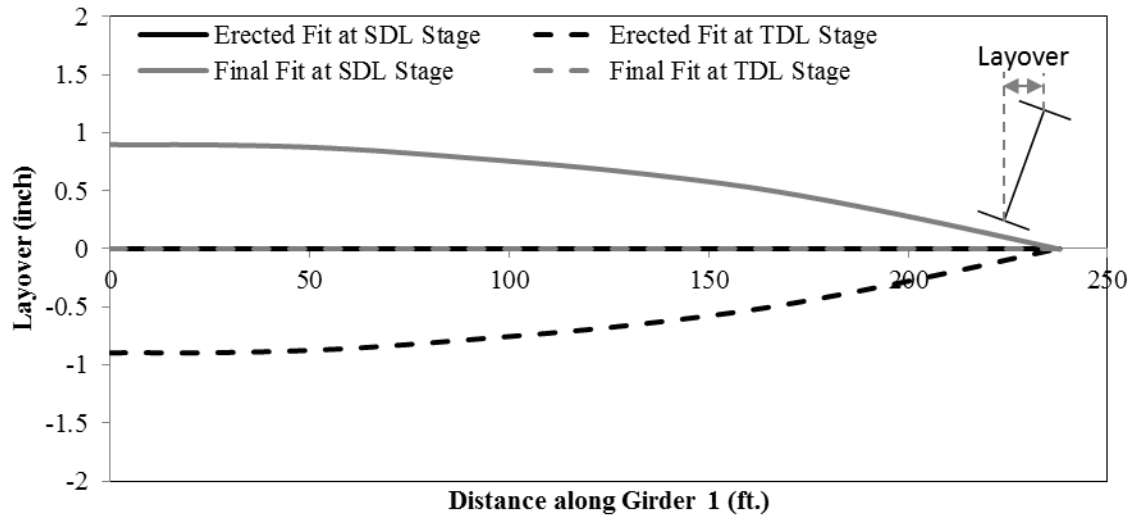 2
Erected Fit at SDL Stage Erected Fit at TDL Stage
Final Fit at SDL Stage Final Fit at TDL Stage
Layover
1.5
1
0.5
0
-0.5
-1
-1.5
-2
Layover (inch)
0 50 100 150 200 250
Distance along Girder 1 (ft.)